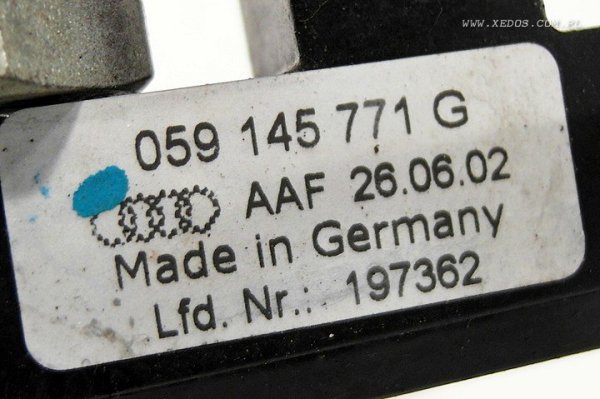 WWW.XEDOS.COM.PL
059 145 771 G
AAF 26.06.02
Made in Germany
Lfd. Nr.: 197362